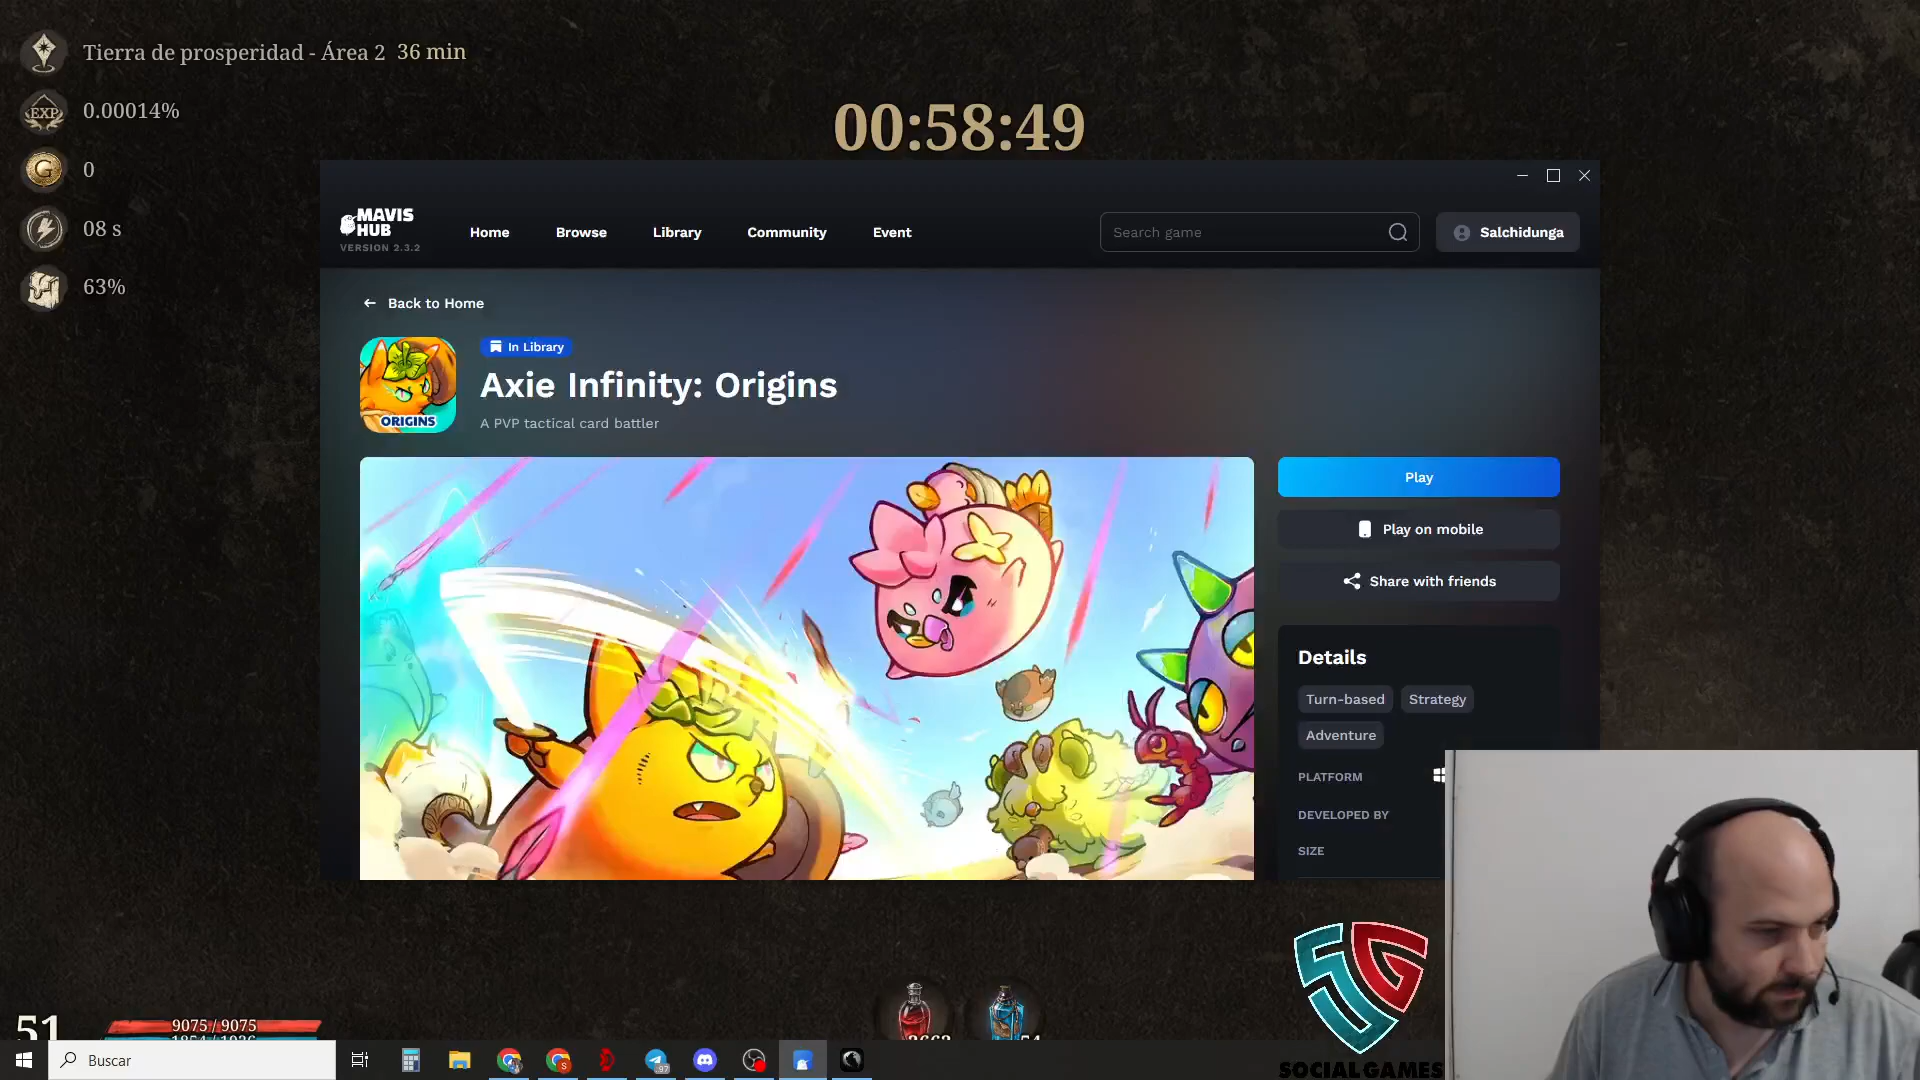 Tierra de prosperidad - Área 2 36 min
EXP 0.00014%
G 0
08 s
63%
00:58:49
MAVIS
HUB
VERSION 2.3.2
Home
Browse
Library
Community
Event
Search game
Salchidunga
Back to Home
In Library
Axie Infinity: Origins
ORIGINS
A PVP tactical card battler
Play
Play on mobile
Share with friends
Details
Turn-based
Strategy
Adventure
PLATFORM
DEVELOPED BY
SIZE
SG
SOCIAL GAMES
51
9075 / 9075
Buscar
97